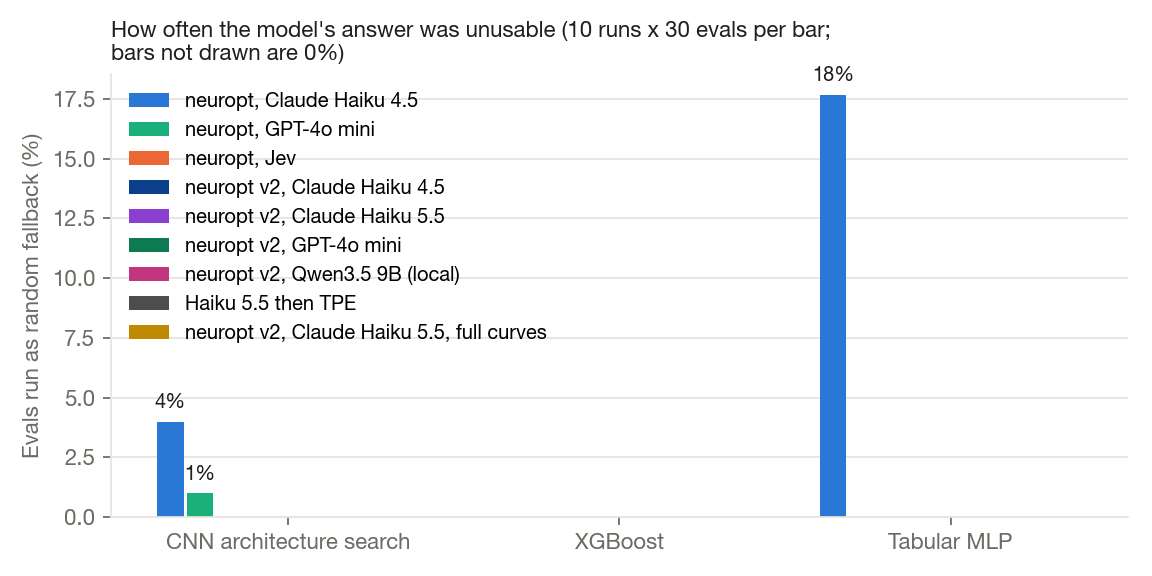 How often the model's answer was unusable (10 runs x 30 evals per bar;
bars not drawn are 0%)
18%
17.5
15.0
12.5
10.0
7.5
5.0
2.5
0.0
Evals run as random fallback (%)
neuropt, Claude Haiku 4.5
neuropt, GPT-4o mini
neuropt, Jev
neuropt v2, Claude Haiku 4.5
neuropt v2, Claude Haiku 5.5
neuropt v2, GPT-4o mini
neuropt v2, Qwen3.5 9B (local)
Haiku 5.5 then TPE
neuropt v2, Claude Haiku 5.5, full curves
4%
1%
CNN architecture search
XGBoost
Tabular MLP